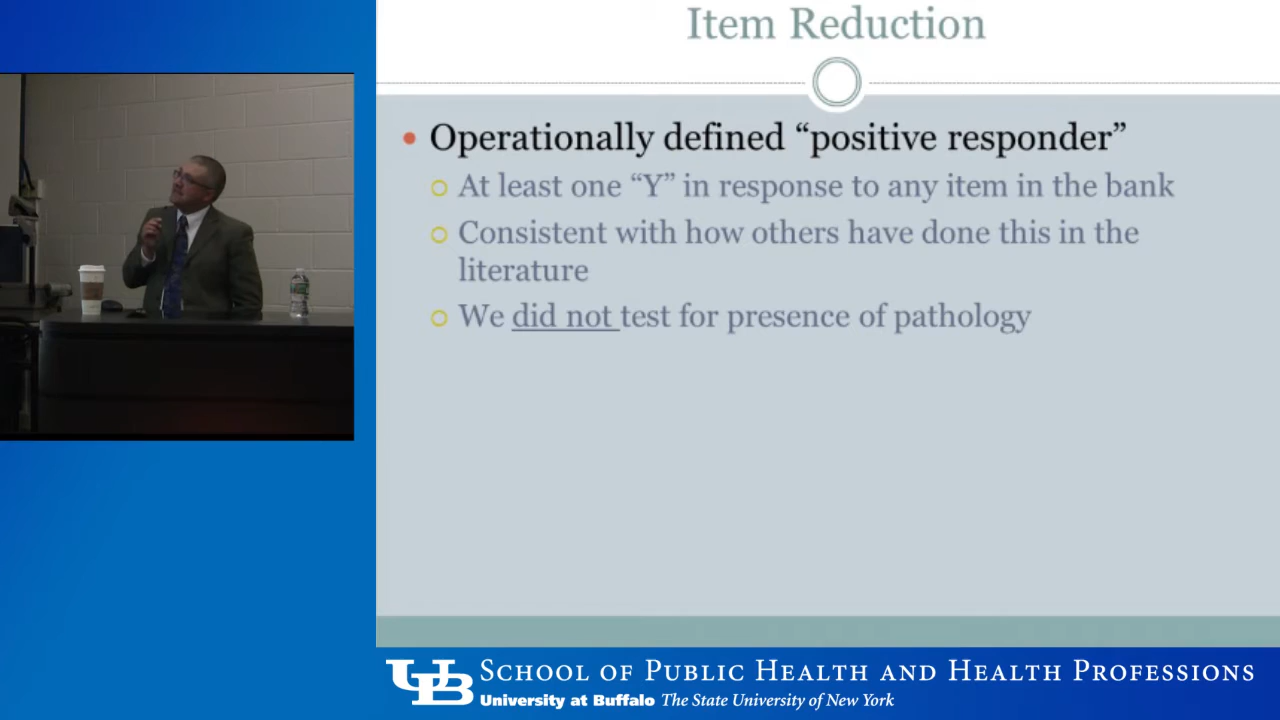 Item Reduction
Operationally defined “positive responder”
At least one “Y” in response to any item in the bank
Consistent with how others have done this in the
literature
We did not test for presence of pathology
UB SCHOOL OF PUBLIC HEALTH AND HEALTH PROFESSIONS
University at Buffalo The State University of New York